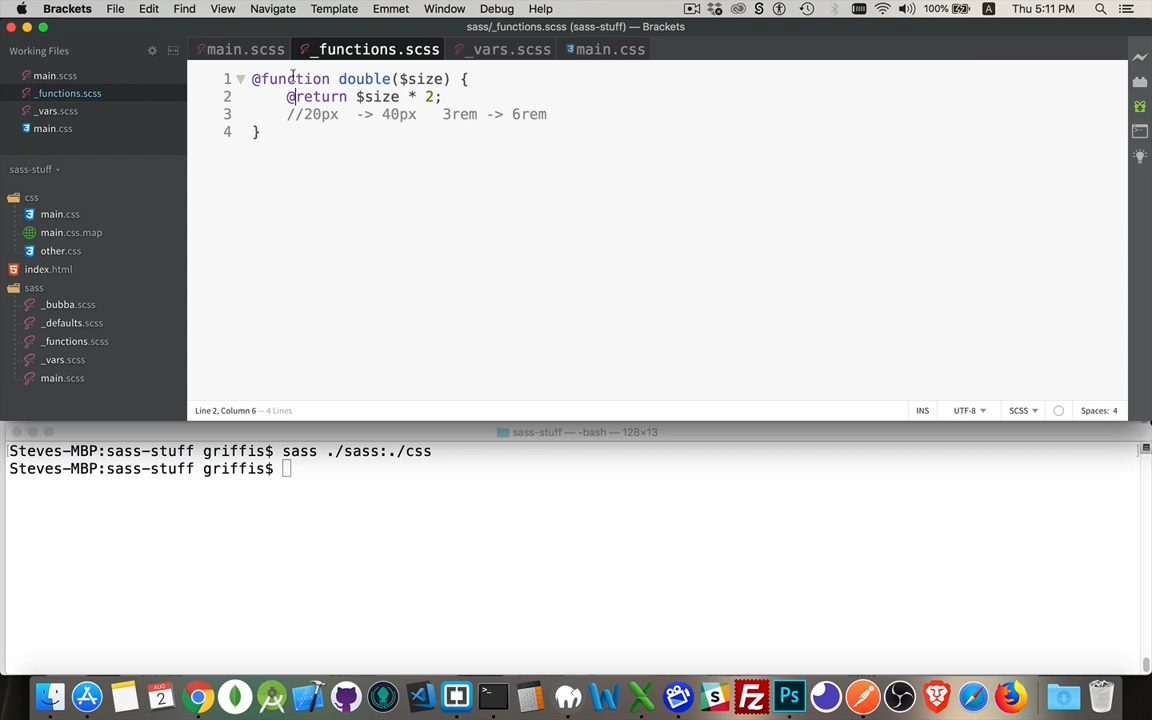 Brackets File Edit Find View Navigate Template Emmet Window Debug Help 100% A Thu 5:11 PM
sass/_functions.scss (sass-stuff) — Brackets
Working Files
main.scss
_functions.scss
_vars.scss
main.css
sass-stuff
css
main.css
main.css.map
other.css
index.html
sass
_bubba.scss
_defaults.scss
_functions.scss
_vars.scss
main.scss
main.scss _functions.scss _vars.scss main.css
1 @function double($size) {
2 @return $size * 2;
3 //20px -> 40px 3rem -> 6rem
4 }
Line 2, Column 6 — 4 Lines
INS UTF-8 SCSS Spaces: 4
sass-stuff — -bash — 128×13
Steves-MBP:sass-stuff griffis$ sass ./sass:./css
Steves-MBP:sass-stuff griffis$